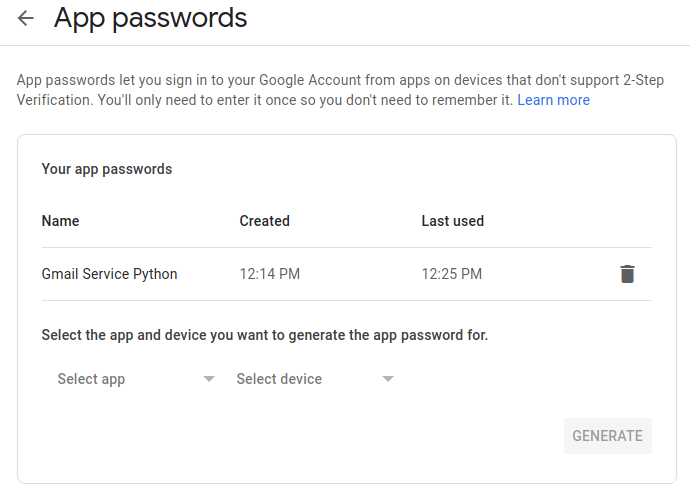 App passwords
App passwords let you sign in to your Google Account from apps on devices that don't support 2-Step
Verification. You'll only need to enter it once so you don't need to remember it. Learn more
Your app passwords
Name Created Last used
Gmail Service Python 12:14 PM 12:25 PM
Select the app and device you want to generate the app password for.
Select app Select device
GENERATE